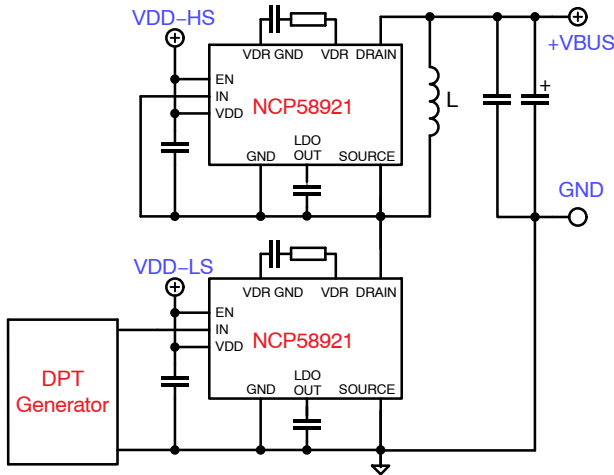 VDD−HS
+VBUS
VDR GND VDR DRAIN
EN
IN
VDD
NCP58921
L
+
GND LDO OUT SOURCE
GND
VDD−LS
VDR GND VDR DRAIN
EN
IN
VDD
NCP58921
GND LDO OUT SOURCE
DPT
Generator